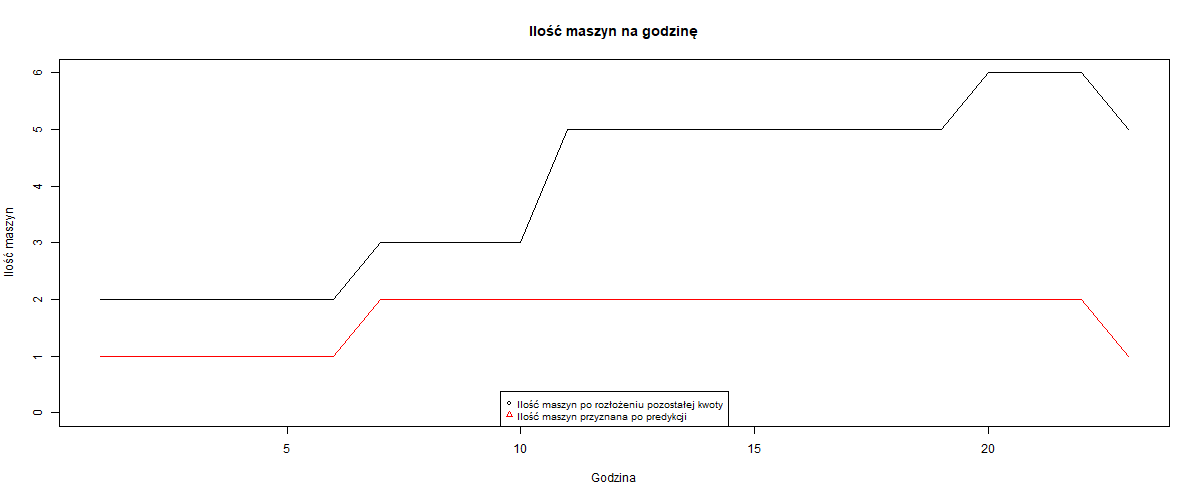 Ilość maszyn na godzinę
Ilość maszyn
6
5
4
3
2
1
0
Ilość maszyn po rozłożeniu pozostałej kwoty
Ilość maszyn przyznana po predykcji
5 10 15 20
Godzina